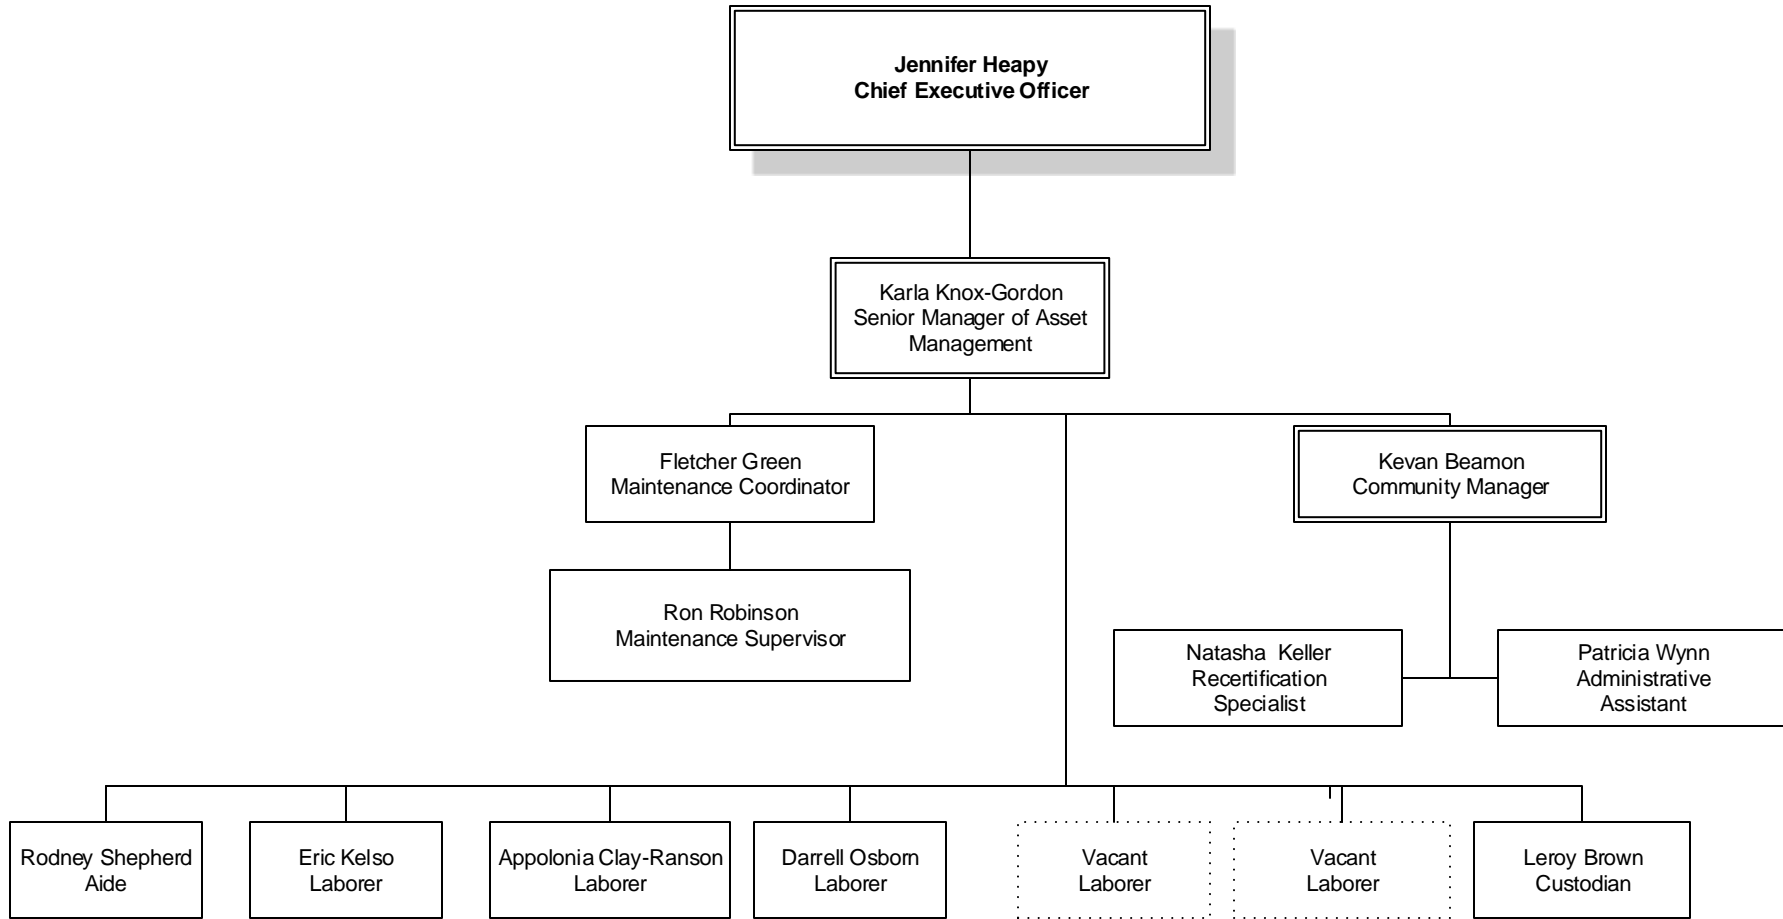 Jennifer Heapy
Chief Executive Officer
Karla Knox-Gordon
Senior Manager of Asset
Management
Fletcher Green
Maintenance Coordinator
Kevan Beamon
Community Manager
Ron Robinson
Maintenance Supervisor
Natasha Keller
Recertification
Specialist
Patricia Wynn
Administrative
Assistant
Rodney Shepherd
Aide
Eric Kelso
Laborer
Appolonia Clay-Ranson
Laborer
Darrell Osborn
Laborer
Vacant
Laborer
Vacant
Laborer
Leroy Brown
Custodian